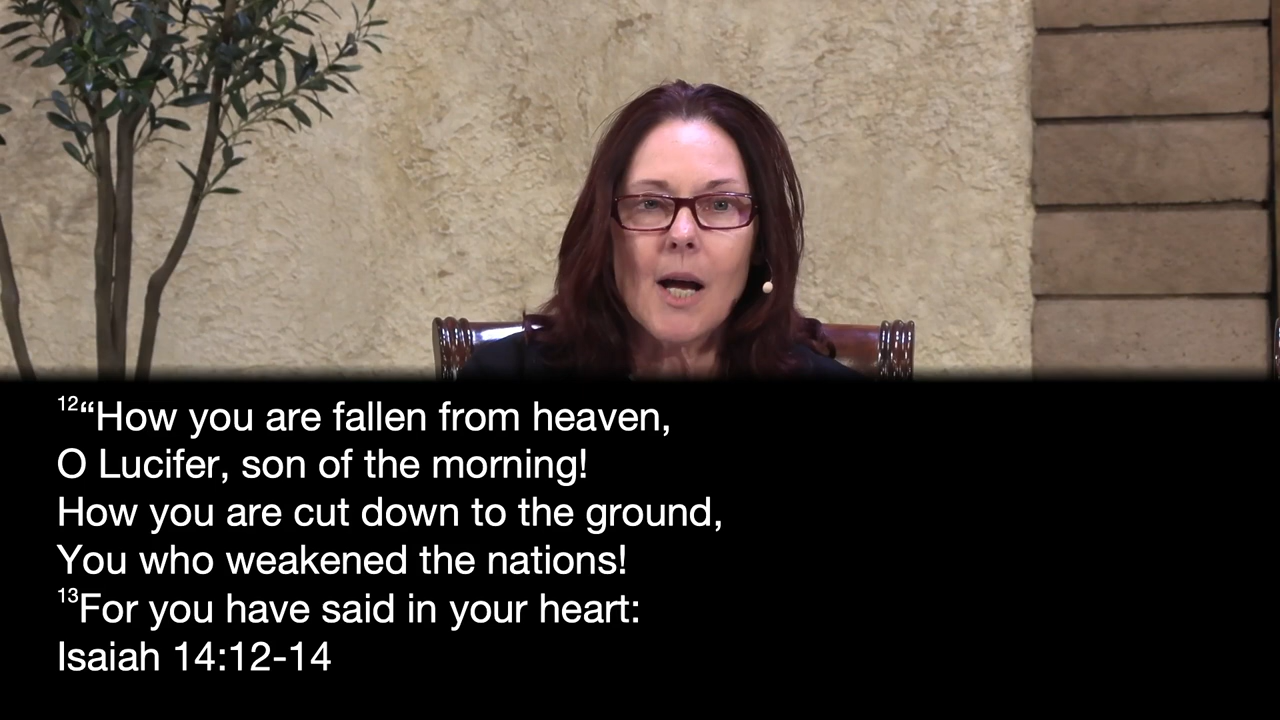 12“How you are fallen from heaven,
O Lucifer, son of the morning!
How you are cut down to the ground,
You who weakened the nations!
13For you have said in your heart:
Isaiah 14:12-14